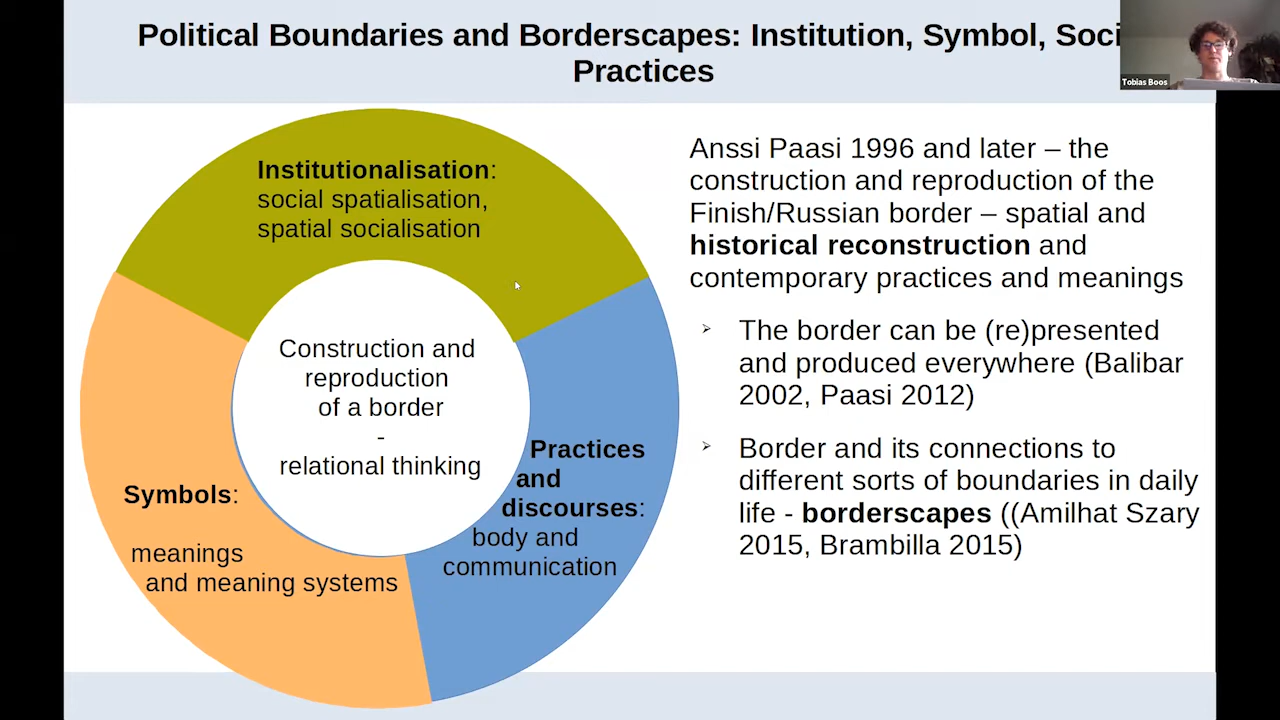 Political Boundaries and Borderscapes: Institution, Symbol, Soci
Practices
Tobias Boos
Institutionalisation:
social spatialisation,
spatial socialisation
Construction and
reproduction
of a border
-
relational thinking
Practices
and
discourses:
body and
communication
Symbols:
meanings
and meaning systems
Anssi Paasi 1996 and later – the
construction and reproduction of the
Finish/Russian border – spatial and
historical reconstruction and
contemporary practices and meanings
The border can be (re)presented
and produced everywhere (Balibar
2002, Paasi 2012)
Border and its connections to
different sorts of boundaries in daily
life - borderscapes ((Amilhat Szary
2015, Brambilla 2015)